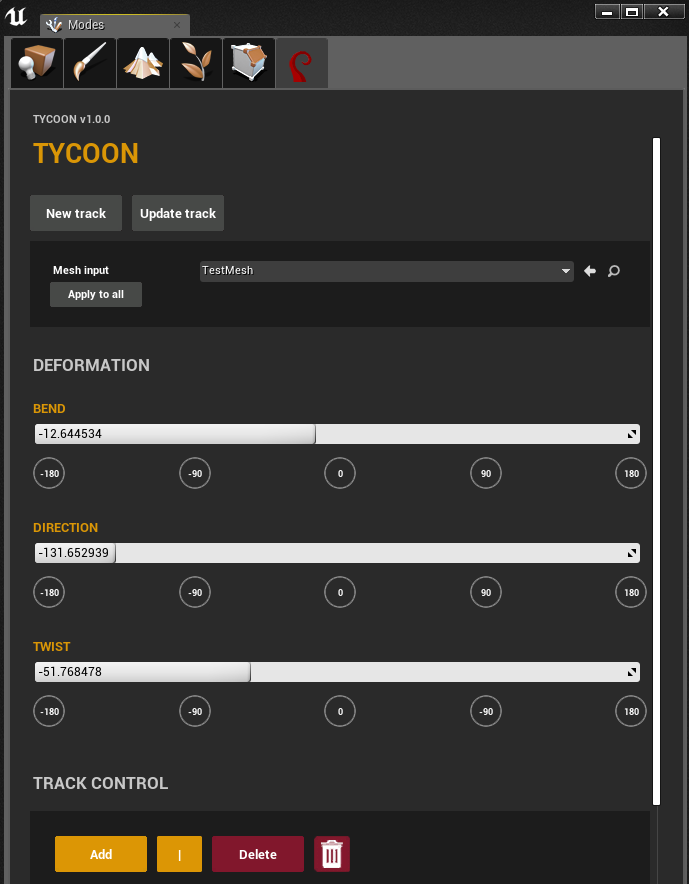 Modes
TYCOON v1.0.0
TYCOON
New track Update track
Mesh input TestMesh
Apply to all
DEFORMATION
BEND
-12.644534
-180 -90 0 90 180
DIRECTION
-131.652939
-180 -90 0 90 180
TWIST
-51.768478
-180 -90 0 -90 180
TRACK CONTROL
Add | Delete